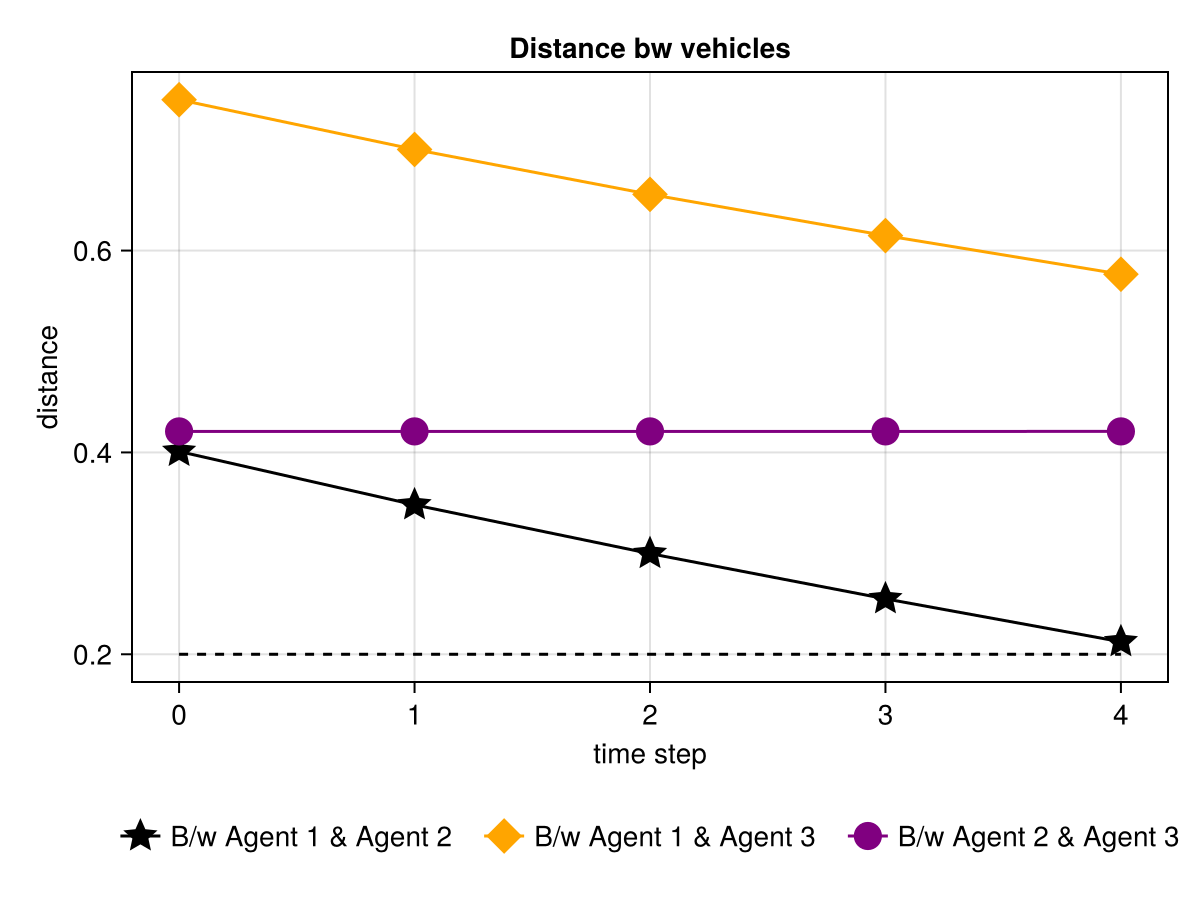 Distance bw vehicles
distance
0.6
0.4
0.2
0 1 2 3 4
time step
B/w Agent 1 & Agent 2 B/w Agent 1 & Agent 3 B/w Agent 2 & Agent 3